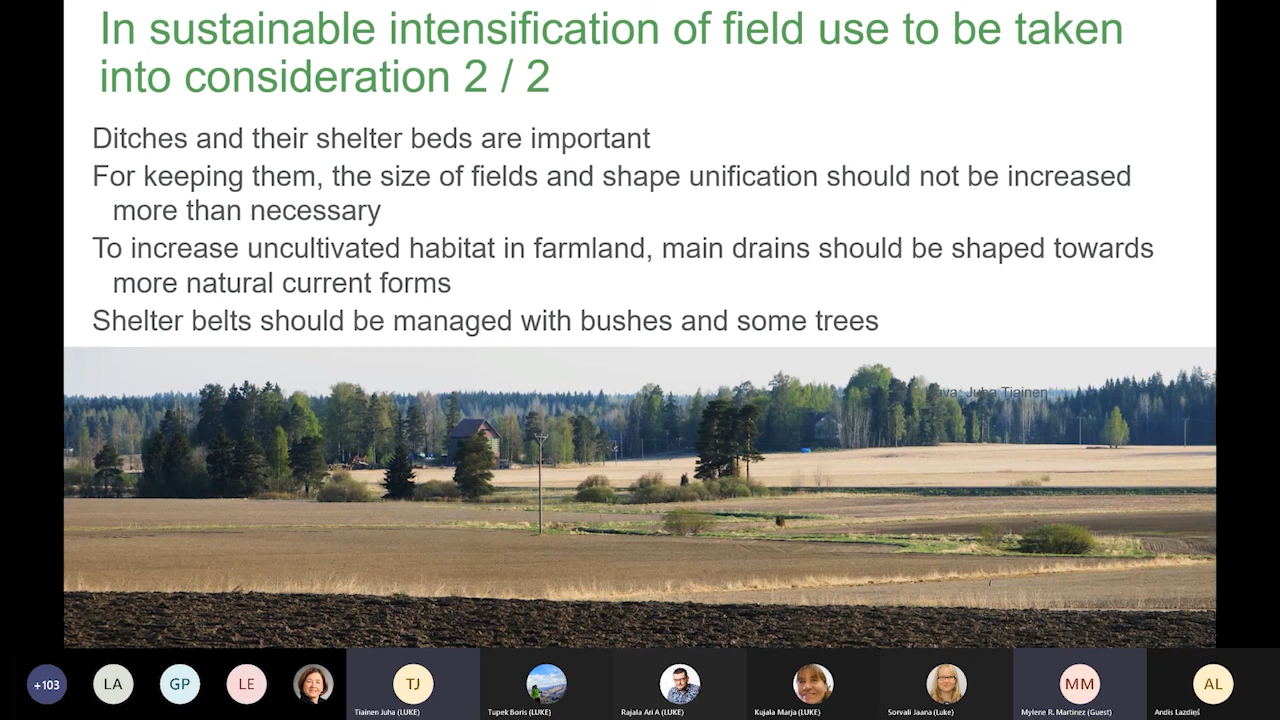 In sustainable intensification of field use to be taken
into consideration 2 / 2
Ditches and their shelter beds are important
For keeping them, the size of fields and shape unification should not be increased
more than necessary
To increase uncultivated habitat in farmland, main drains should be shaped towards
more natural current forms
Shelter belts should be managed with bushes and some trees
Juha Tiainen
+103
LA
GP
LE
TJ
MM
AL
Tiainen Juha (LUKE)
Tupek Boris (LUKE)
Rajala Ari A (LUKE)
Kujala Marja (LUKE)
Sorvali Jaana (Luke)
Mylene R. Martinez (Guest)
Andis Lazdiņš